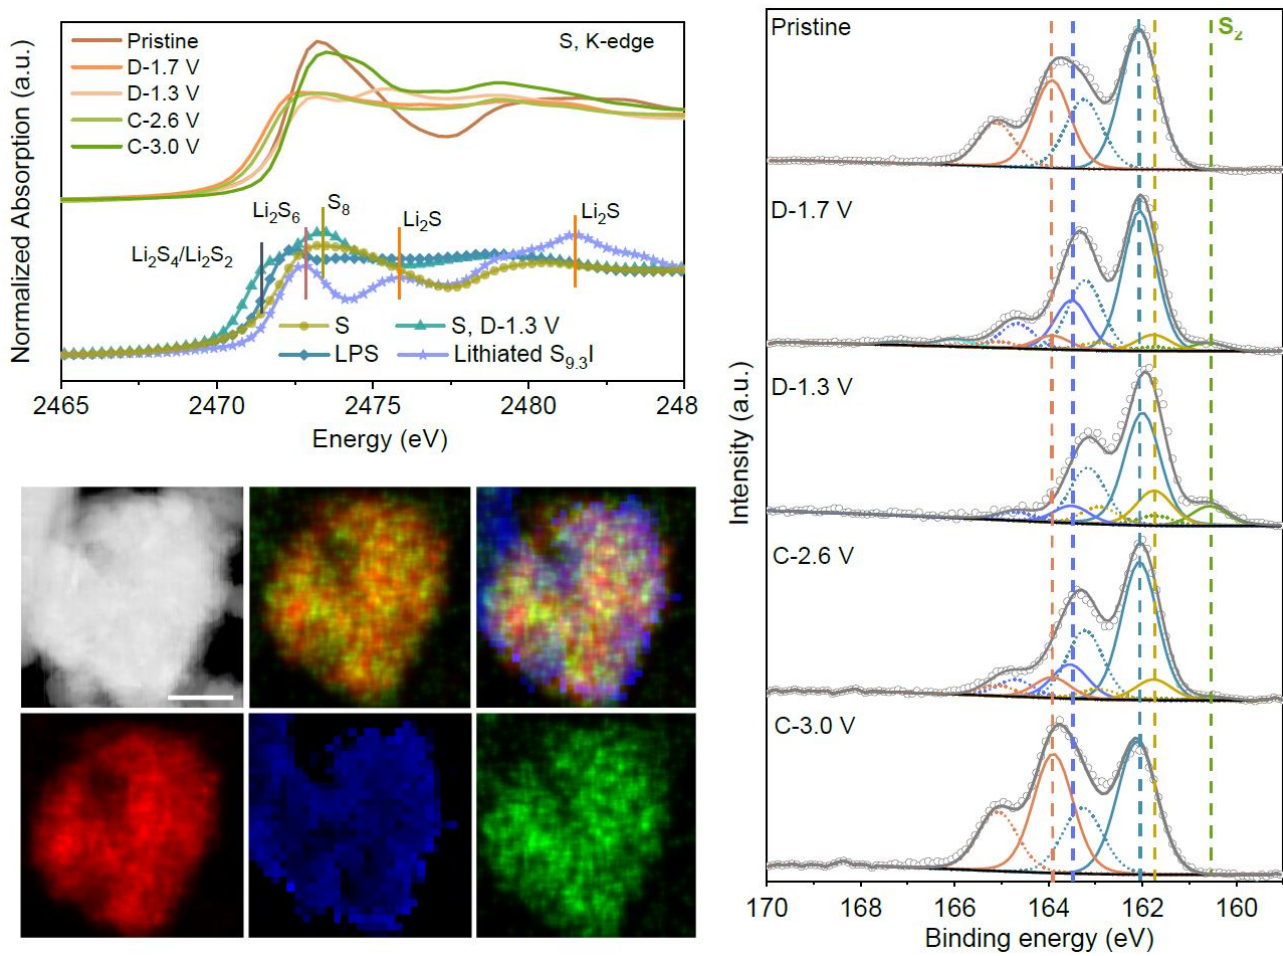 Normalized Absorption (a.u.)
Pristine
D-1.7 V
D-1.3 V
C-2.6 V
C-3.0 V
S, K-edge
Li₂S₄/Li₂S₂
Li₂S₆
S₈
Li₂S
Li₂S
S
S, D-1.3 V
LPS
Lithiated S₉.₃I
2465
2470
2475
2480
248
Energy (eV)
Intensity (a.u.)
Pristine
S₂
D-1.7 V
D-1.3 V
C-2.6 V
C-3.0 V
170
168
166
164
162
160
Binding energy (eV)